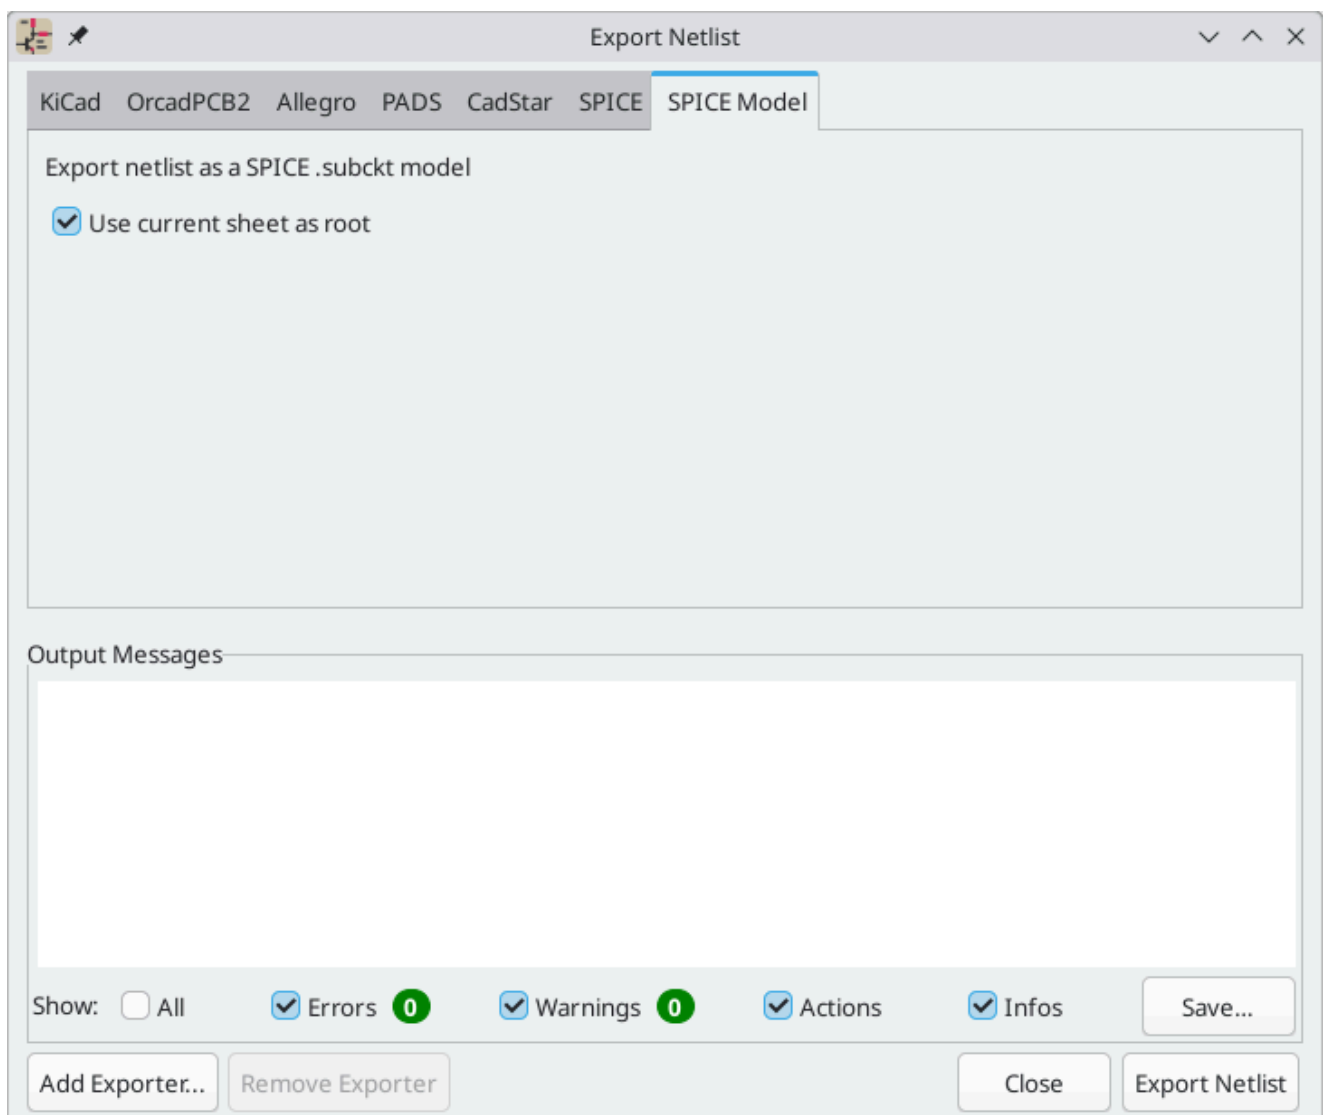 Export Netlist
KiCad OrcadPCB2 Allegro PADS CadStar SPICE SPICE Model
Export netlist as a SPICE .subckt model
Use current sheet as root
Output Messages
Show: All Errors 0 Warnings 0 Actions Infos Save...
Add Exporter... Remove Exporter Close Export Netlist